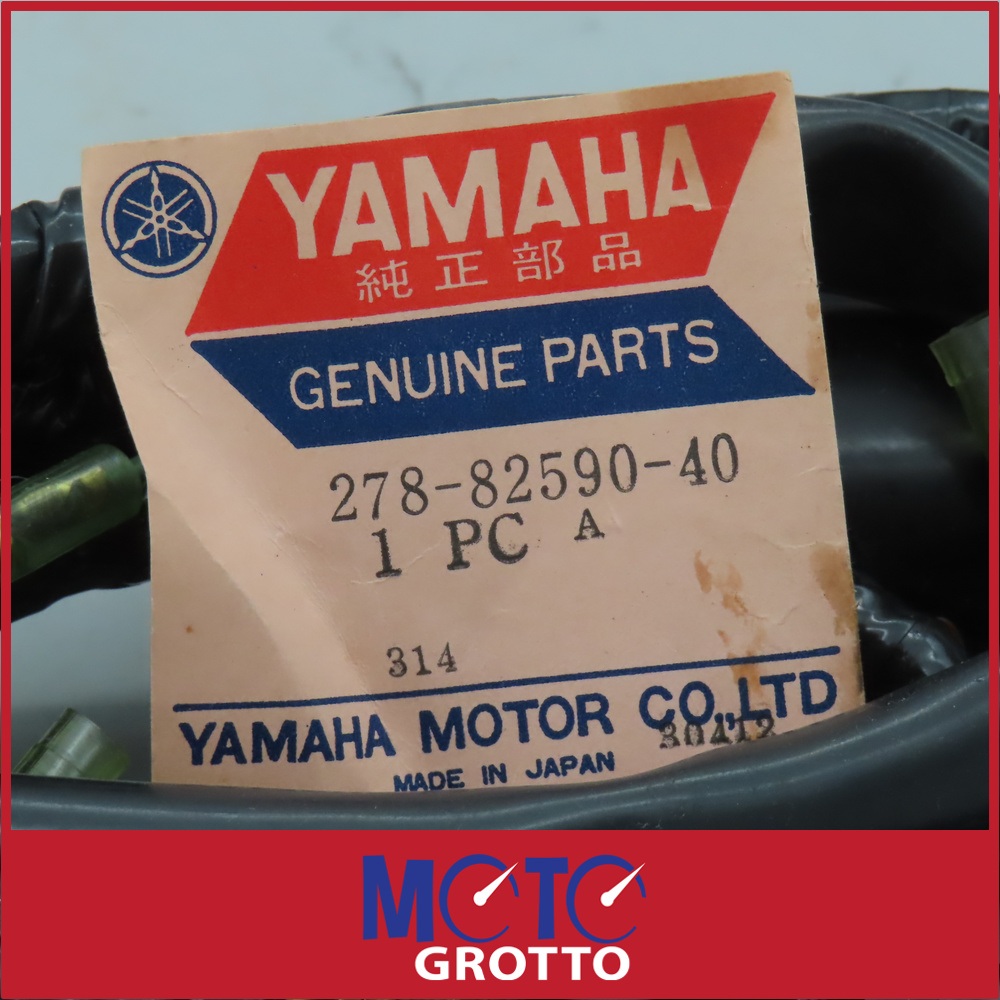 YAMAHA
純正部品
GENUINE PARTS
278-82590-40
1 PC A
314
YAMAHA MOTOR CO.,LTD
30412
MADE IN JAPAN
MOTO
GROTTO